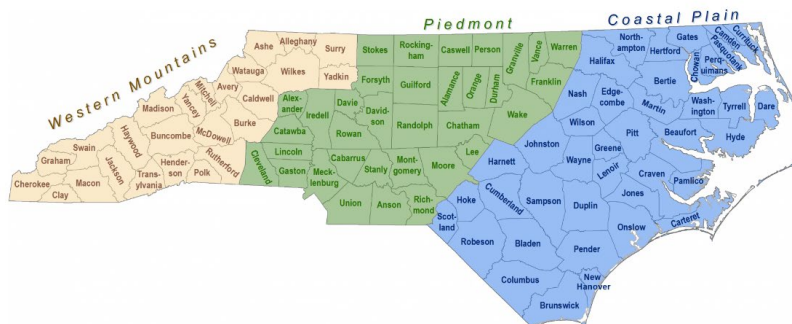 Western Mountains
Piedmont
Coastal Plain
Ashe
Alleghany
Surry
Watauga
Wilkes
Yadkin
Mitchell
Avery
Caldwell
Yancey
Madison
Burke
McDowell
Buncombe
Haywood
Swain
Graham
Jackson
Rutherford
Hender-
son
Polk
Tran-
sylvania
Macon
Cherokee
Clay
Stokes
Rocking-
ham
Caswell
Person
Granville
Vance
Warren
Forsyth
Guilford
Alamance
Orange
Durham
Franklin
Alex-
ander
Iredell
Davie
David-
son
Wake
Catawba
Rowan
Randolph
Chatham
Lincoln
Cabarrus
Lee
Cleveland
Gaston
Meck-
lenburg
Stanly
Mont-
gomery
Moore
Union
Anson
Rich-
mond
North-
ampton
Gates
Camden
Currituck
Pasquotank
Hertford
Halifax
Chowan
Per-
quimans
Bertie
Nash
Edge-
combe
Martin
Wash-
ington
Tyrrell
Dare
Wilson
Pitt
Beaufort
Hyde
Johnston
Greene
Wayne
Harnett
Lenoir
Craven
Pamlico
Jones
Carteret
Hoke
Cumberland
Sampson
Duplin
Onslow
Scot-
land
Robeson
Bladen
Pender
Columbus
New
Hanover
Brunswick